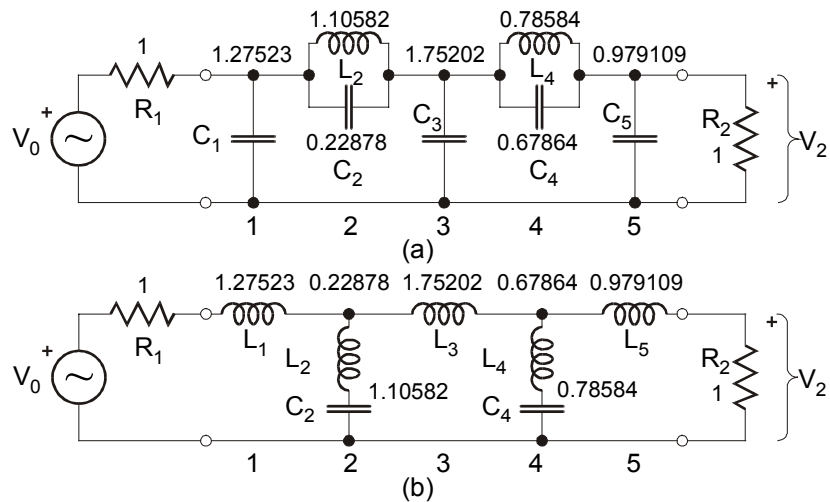 1.10582 0.78584
1 1.27523 1.75202 0.979109
L2 L4
+ R1 +
V0 C1 C3 C5 R2 V2
0.22878 0.67864 1
C2 C4
1 2 3 4 5
(a)
1 1.27523 0.22878 1.75202 0.67864 0.979109
+ R1 L1 L2 L3 L4 L5 +
V0 R2 V2
C2 1.10582 C4 0.78584 1
1 2 3 4 5
(b)